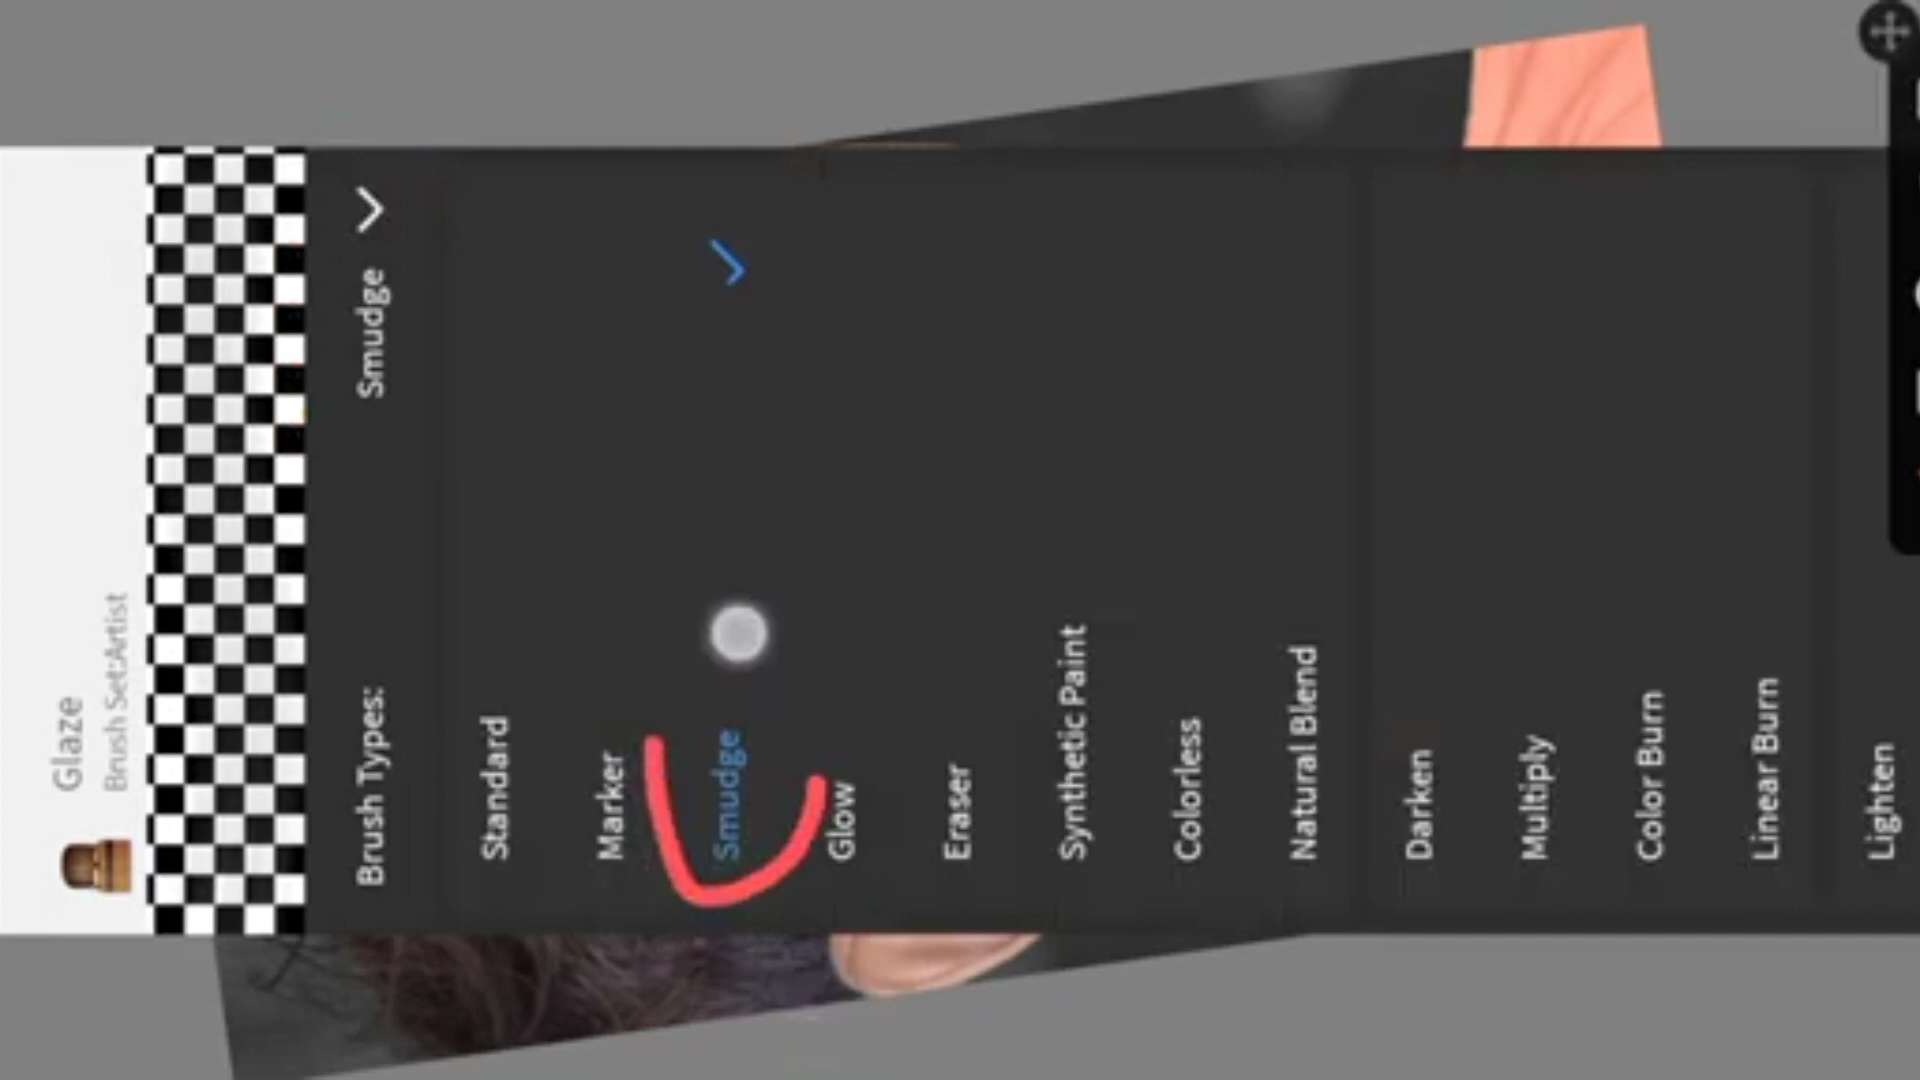 Glaze
Brush Set:Artist
Brush Types: Smudge
Standard
Marker
Smudge
Glow
Eraser
Synthetic Paint
Colorless
Natural Blend
Darken
Multiply
Color Burn
Linear Burn
Lighten